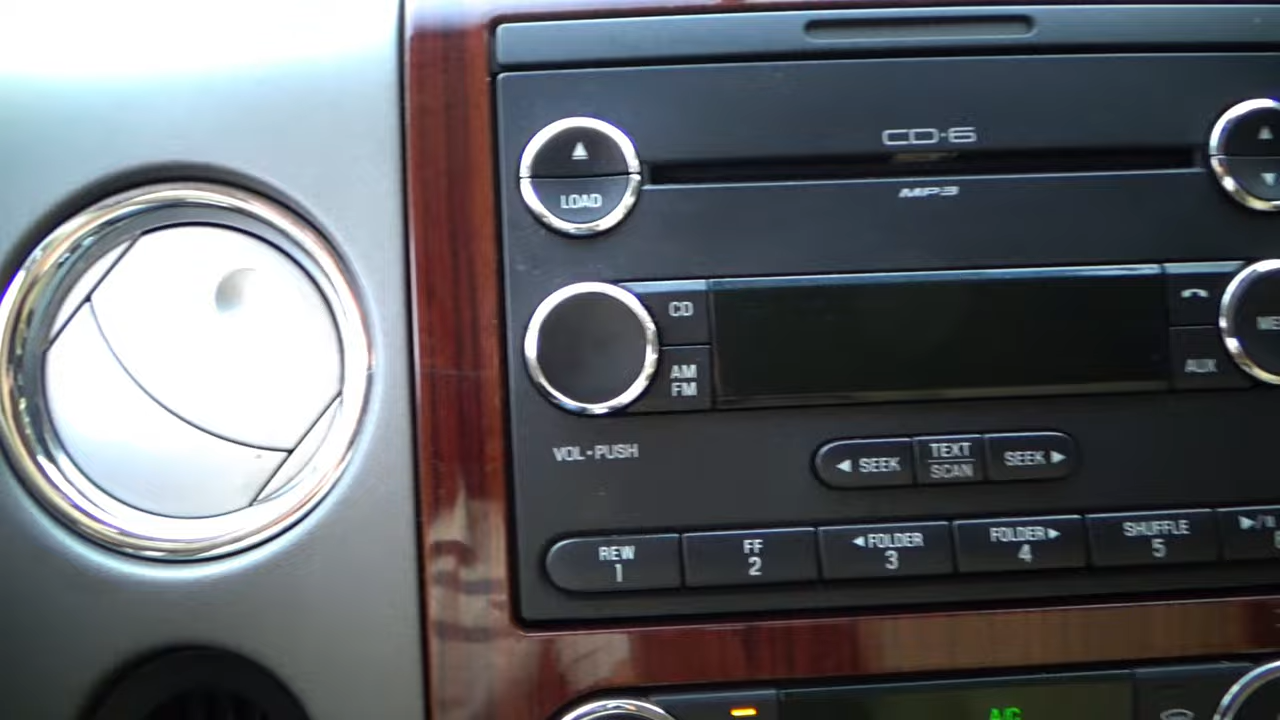 CD·6
LOAD
MP3
CD
AM
FM
AUX
VOL·PUSH
SEEK
TEXT
SCAN
SEEK
REW
1
FF
2
FOLDER
3
FOLDER
4
SHUFFLE
5
A/C